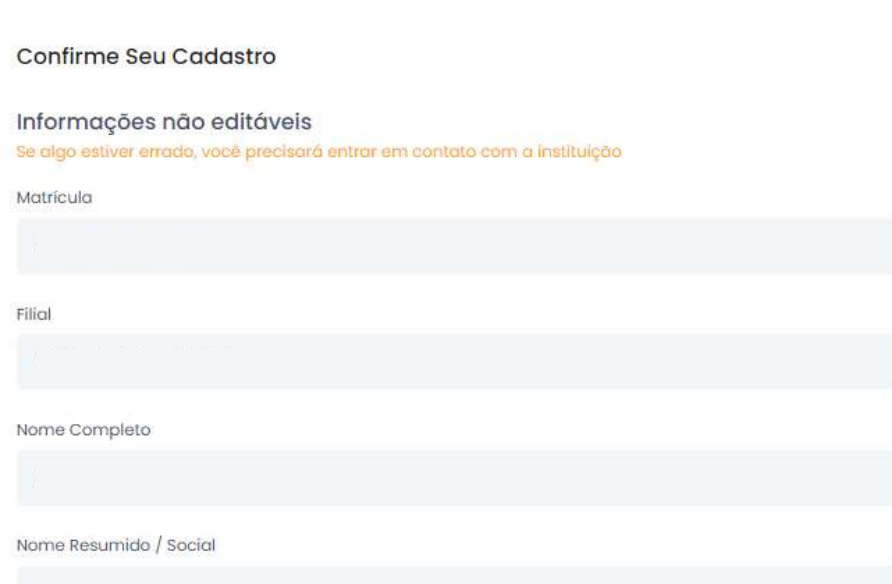 Confirme Seu Cadastro
Informações não editáveis
Se algo estiver errado, você precisará entrar em contato com a instituição
Matrícula
Filial
Nome Completo
Nome Resumido / Social